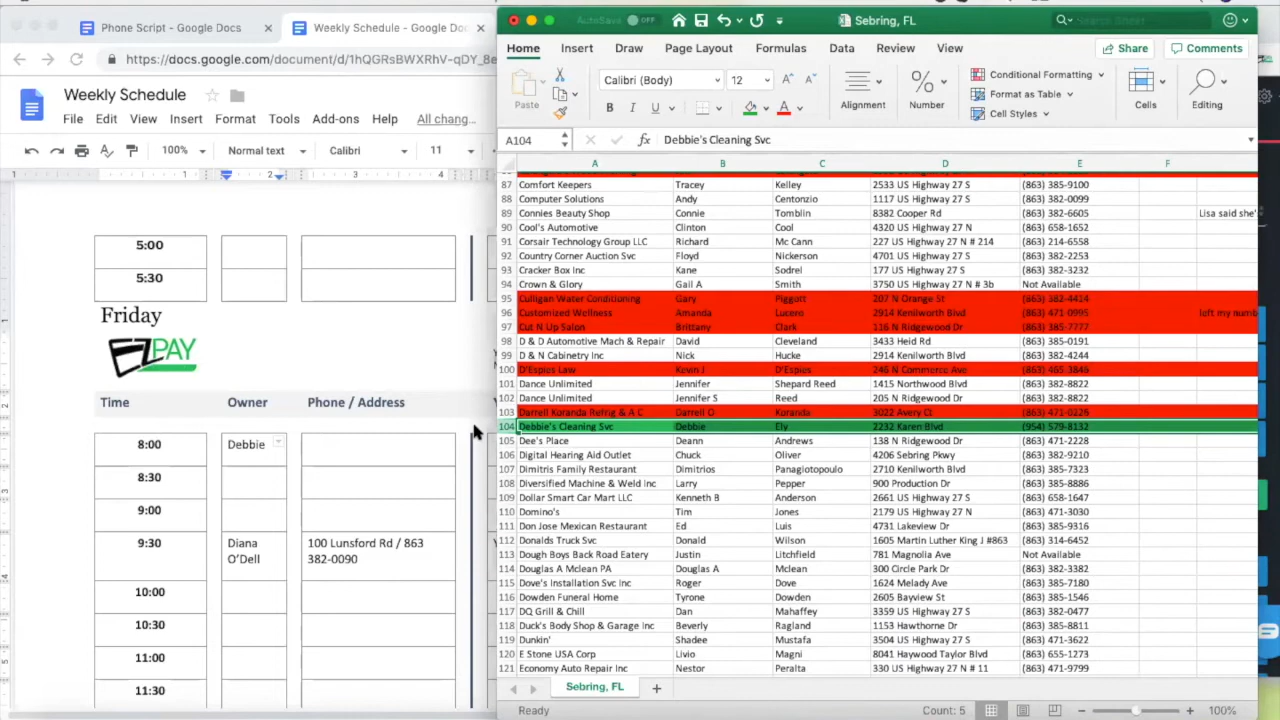 Phone Script - Google Docs
Weekly Schedule - Google Doc
https://docs.google.com/document/d/1hQGRsBWXRhV-qDY_8e
Weekly Schedule
File Edit View Insert Format Tools Add-ons Help All chang...
100% Normal text Calibri 11
1 1 2 3 4
5:00
5:30
Friday
EZPAY
Time Owner Phone / Address
8:00 Debbie
8:30
9:00
9:30 Diana O'Dell 100 Lunsford Rd / 863 382-0090
10:00
10:30
11:00
11:30
AutoSave OFF Sebring, FL Search Sheet
Home Insert Draw Page Layout Formulas Data Review View Share Comments
Paste Calibri (Body) 12 Alignment Number Conditional Formatting Format as Table Cell Styles Cells Editing
A104 fx Debbie's Cleaning Svc
A B C D E F
87 Comfort Keepers Tracey Kelley 2533 US Highway 27 S (863) 385-9100
88 Computer Solutions Andy Centonzio 1117 US Highway 27 S (863) 382-0099
89 Connies Beauty Shop Connie Tomblin 8382 Cooper Rd (863) 382-6605 Lisa said she'
90 Cool's Automotive Clinton Cool 4320 US Highway 27 N (863) 658-1652
91 Corsair Technology Group LLC Richard Mc Cann 227 US Highway 27 N # 214 (863) 214-6558
92 Country Corner Auction Svc Floyd Nickerson 4701 US Highway 27 S (863) 382-2253
93 Cracker Box Inc Kane Sodrel 177 US Highway 27 S (863) 382-3232
94 Crown & Glory Gail A Smith 3750 US Highway 27 N # 3b Not Available
95 Culligan Water Conditioning Gary Piggott 207 N Orange St (863) 382-4414
96 Customized Wellness Amanda Lucero 2914 Kenilworth Blvd (863) 471-0995 left my numb
97 Cut N Up Salon Brittany Clark 116 N Ridgewood Dr (863) 385-7777
98 D & D Automotive Mach & Repair David Cleveland 3433 Heid Rd (863) 385-0191
99 D & N Cabinetry Inc Nick Hucke 2914 Kenilworth Blvd (863) 382-4244
100 D'Espies Law Kevin J D'Espies 246 N Commerce Ave (863) 465-3846
101 Dance Unlimited Jennifer Shepard Reed 1415 Northwood Blvd (863) 382-8822
102 Dance Unlimited Jennifer S Reed 205 N Ridgewood Dr (863) 382-8822
103 Darrell Koranda Refrig & A C Darrell O Koranda 3022 Avery Ct (863) 471-0226
104 Debbie's Cleaning Svc Debbie Ely 2232 Karen Blvd (954) 579-8132
105 Dee's Place Deann Andrews 138 N Ridgewood Dr (863) 471-2228
106 Digital Hearing Aid Outlet Chuck Oliver 4206 Sebring Pkwy (863) 382-9210
107 Dimitris Family Restaurant Dimitrios Panagiotopoulo 2710 Kenilworth Blvd (863) 385-7323
108 Diversified Machine & Weld Inc Larry Pepper 900 Production Dr (863) 385-8886
109 Dollar Smart Car Mart LLC Kenneth B Anderson 2661 US Highway 27 S (863) 658-1647
110 Domino's Tim Jones 2179 US Highway 27 N (863) 471-3030
111 Don Jose Mexican Restaurant Ed Luis 4731 Lakeview Dr (863) 385-9316
112 Donalds Truck Svc Donald Wilson 1605 Martin Luther King J #863 (863) 314-6452
113 Dough Boys Back Road Eatery Justin Litchfield 781 Magnolia Ave Not Available
114 Douglas A Mclean PA Douglas A Mclean 300 Circle Park Dr (863) 382-3382
115 Dove's Installation Svc Inc Roger Dove 1624 Melady Ave (863) 385-7180
116 Dowden Funeral Home Tyrone Dowden 2605 Bayview St (863) 385-1546
117 DQ Grill & Chill Dan Mahaffey 3359 US Highway 27 S (863) 382-0477
118 Duck's Body Shop & Garage Inc Beverly Ragland 1153 Hawthorne Dr (863) 385-8811
119 Dunkin' Shadee Mustafa 3504 US Highway 27 S (863) 471-3622
120 E Stone USA Corp Livio Magni 8041 Haywood Taylor Blvd (863) 655-1273
121 Economy Auto Repair Inc Nestor Peralta 330 US Highway 27 N # 11 (863) 471-9799
Sebring, FL
Ready Count: 5 100%